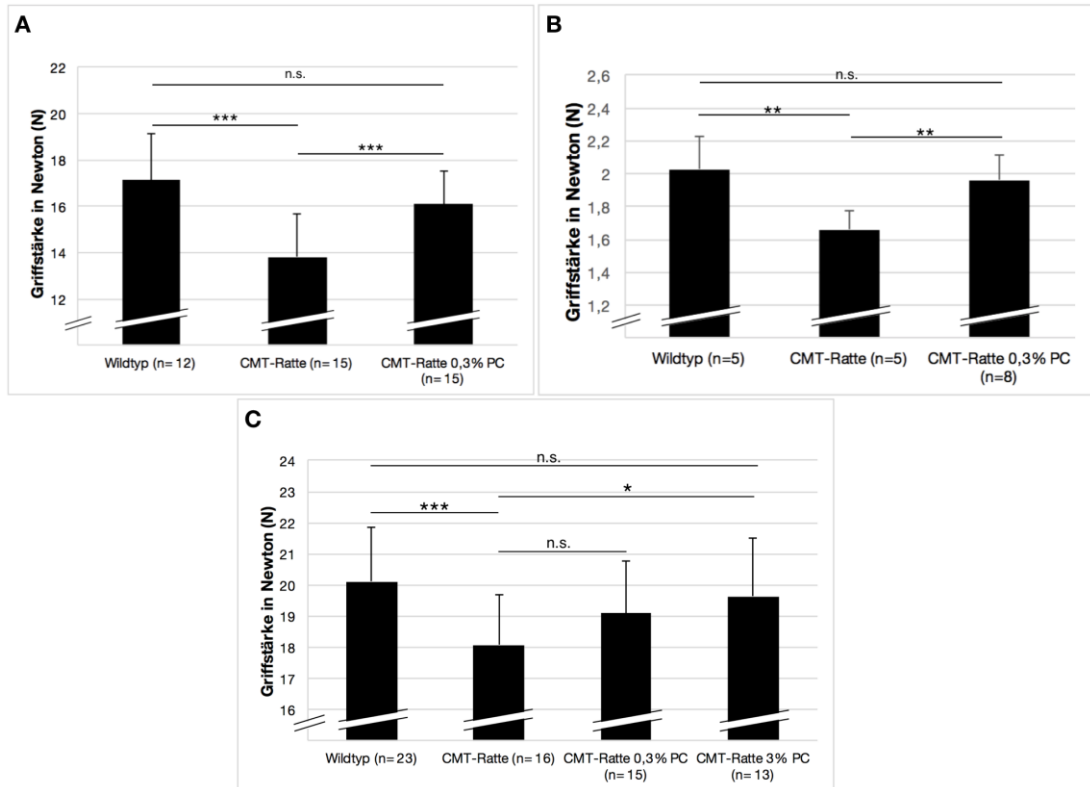 A
Griffstärke in Newton (N)
22
20
18
16
14
12
n.s.
***
***
Wildtyp (n= 12)
CMT-Ratte (n= 15)
CMT-Ratte 0,3% PC
(n= 15)
B
Griffstärke in Newton (N)
2,6
2,4
2,2
2
1,8
1,6
1,4
1,2
n.s.
**
**
Wildtyp (n=5)
CMT-Ratte (n=5)
CMT-Ratte 0,3% PC
(n=8)
C
Griffstärke in Newton (N)
24
23
22
21
20
19
18
17
16
n.s.
*
***
n.s.
Wildtyp (n= 23)
CMT-Ratte (n= 16)
CMT-Ratte 0,3% PC
(n= 15)
CMT-Ratte 3% PC
(n= 13)